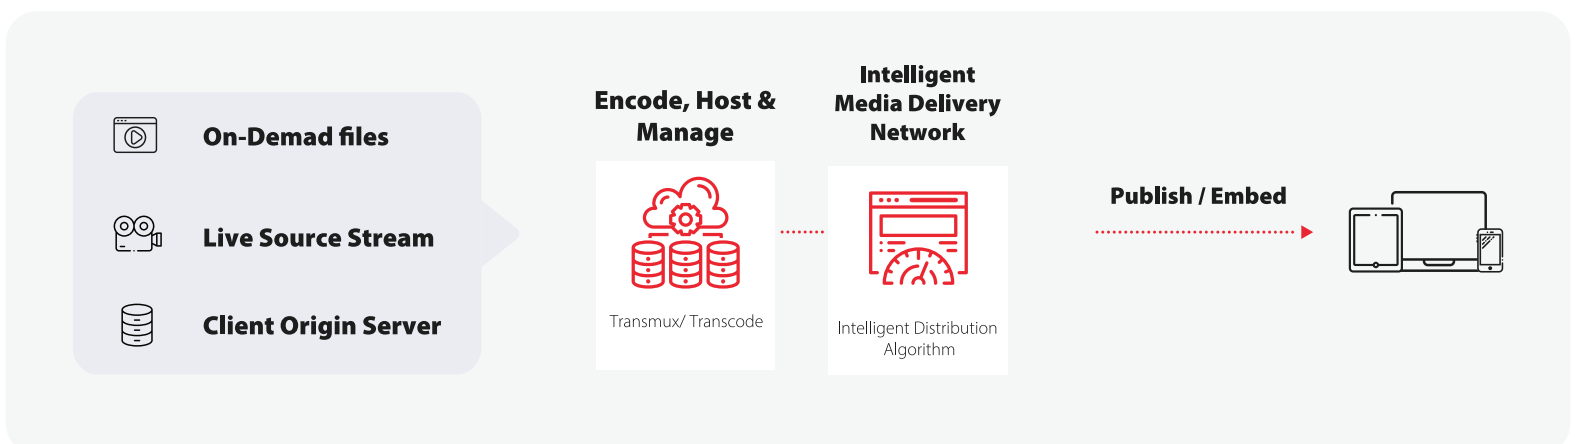 On-Demad files
Live Source Stream
Client Origin Server
Encode, Host &
Manage
Transmux/ Transcode
Intelligent
Media Delivery
Network
Intelligent Distribution
Algorithm
Publish / Embed